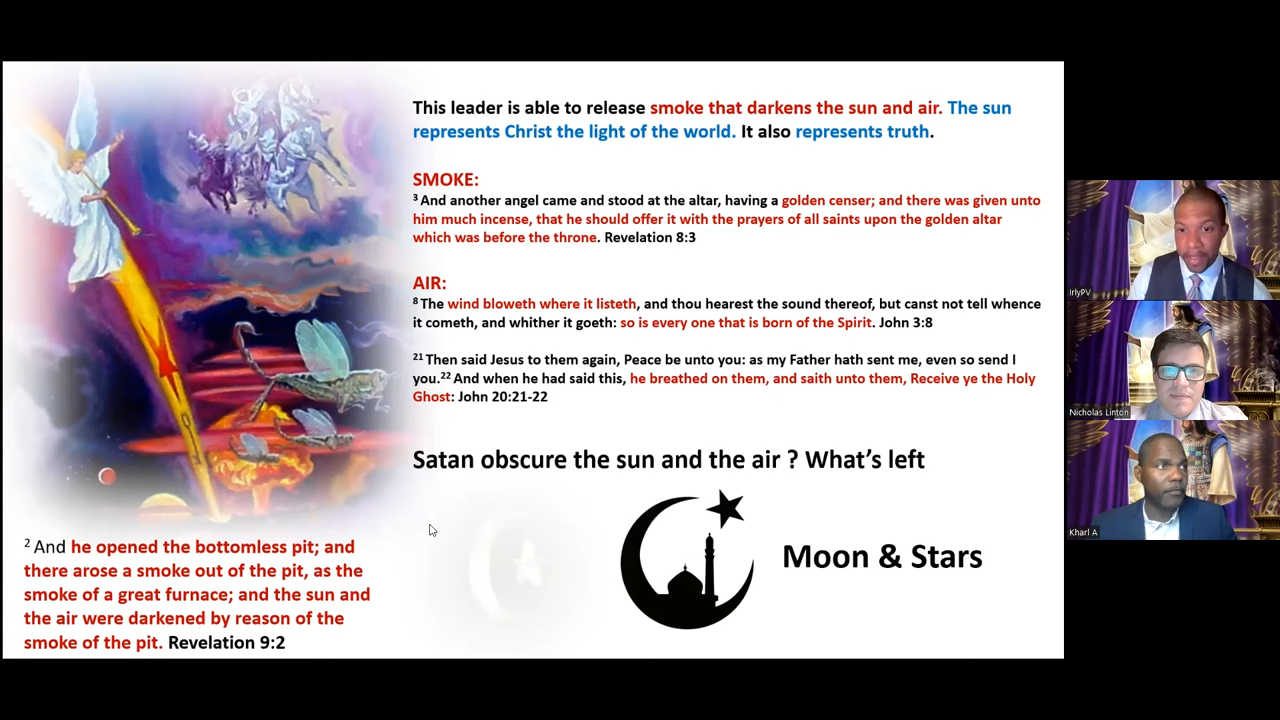 This leader is able to release smoke that darkens the sun and air. The sun
represents Christ the light of the world. It also represents truth.
SMOKE:
3 And another angel came and stood at the altar, having a golden censer; and there was given unto
him much incense, that he should offer it with the prayers of all saints upon the golden altar
which was before the throne. Revelation 8:3
AIR:
8 The wind bloweth where it listeth, and thou hearest the sound thereof, but canst not tell whence
it cometh, and whither it goeth: so is every one that is born of the Spirit. John 3:8
21 Then said Jesus to them again, Peace be unto you: as my Father hath sent me, even so send I
you.22 And when he had said this, he breathed on them, and saith unto them, Receive ye the Holy
Ghost: John 20:21-22
Satan obscure the sun and the air ? What's left
Moon & Stars
2 And he opened the bottomless pit; and
there arose a smoke out of the pit, as the
smoke of a great furnace; and the sun and
the air were darkened by reason of the
smoke of the pit. Revelation 9:2
IrlyPV
Nicholas Linton
Kharl A